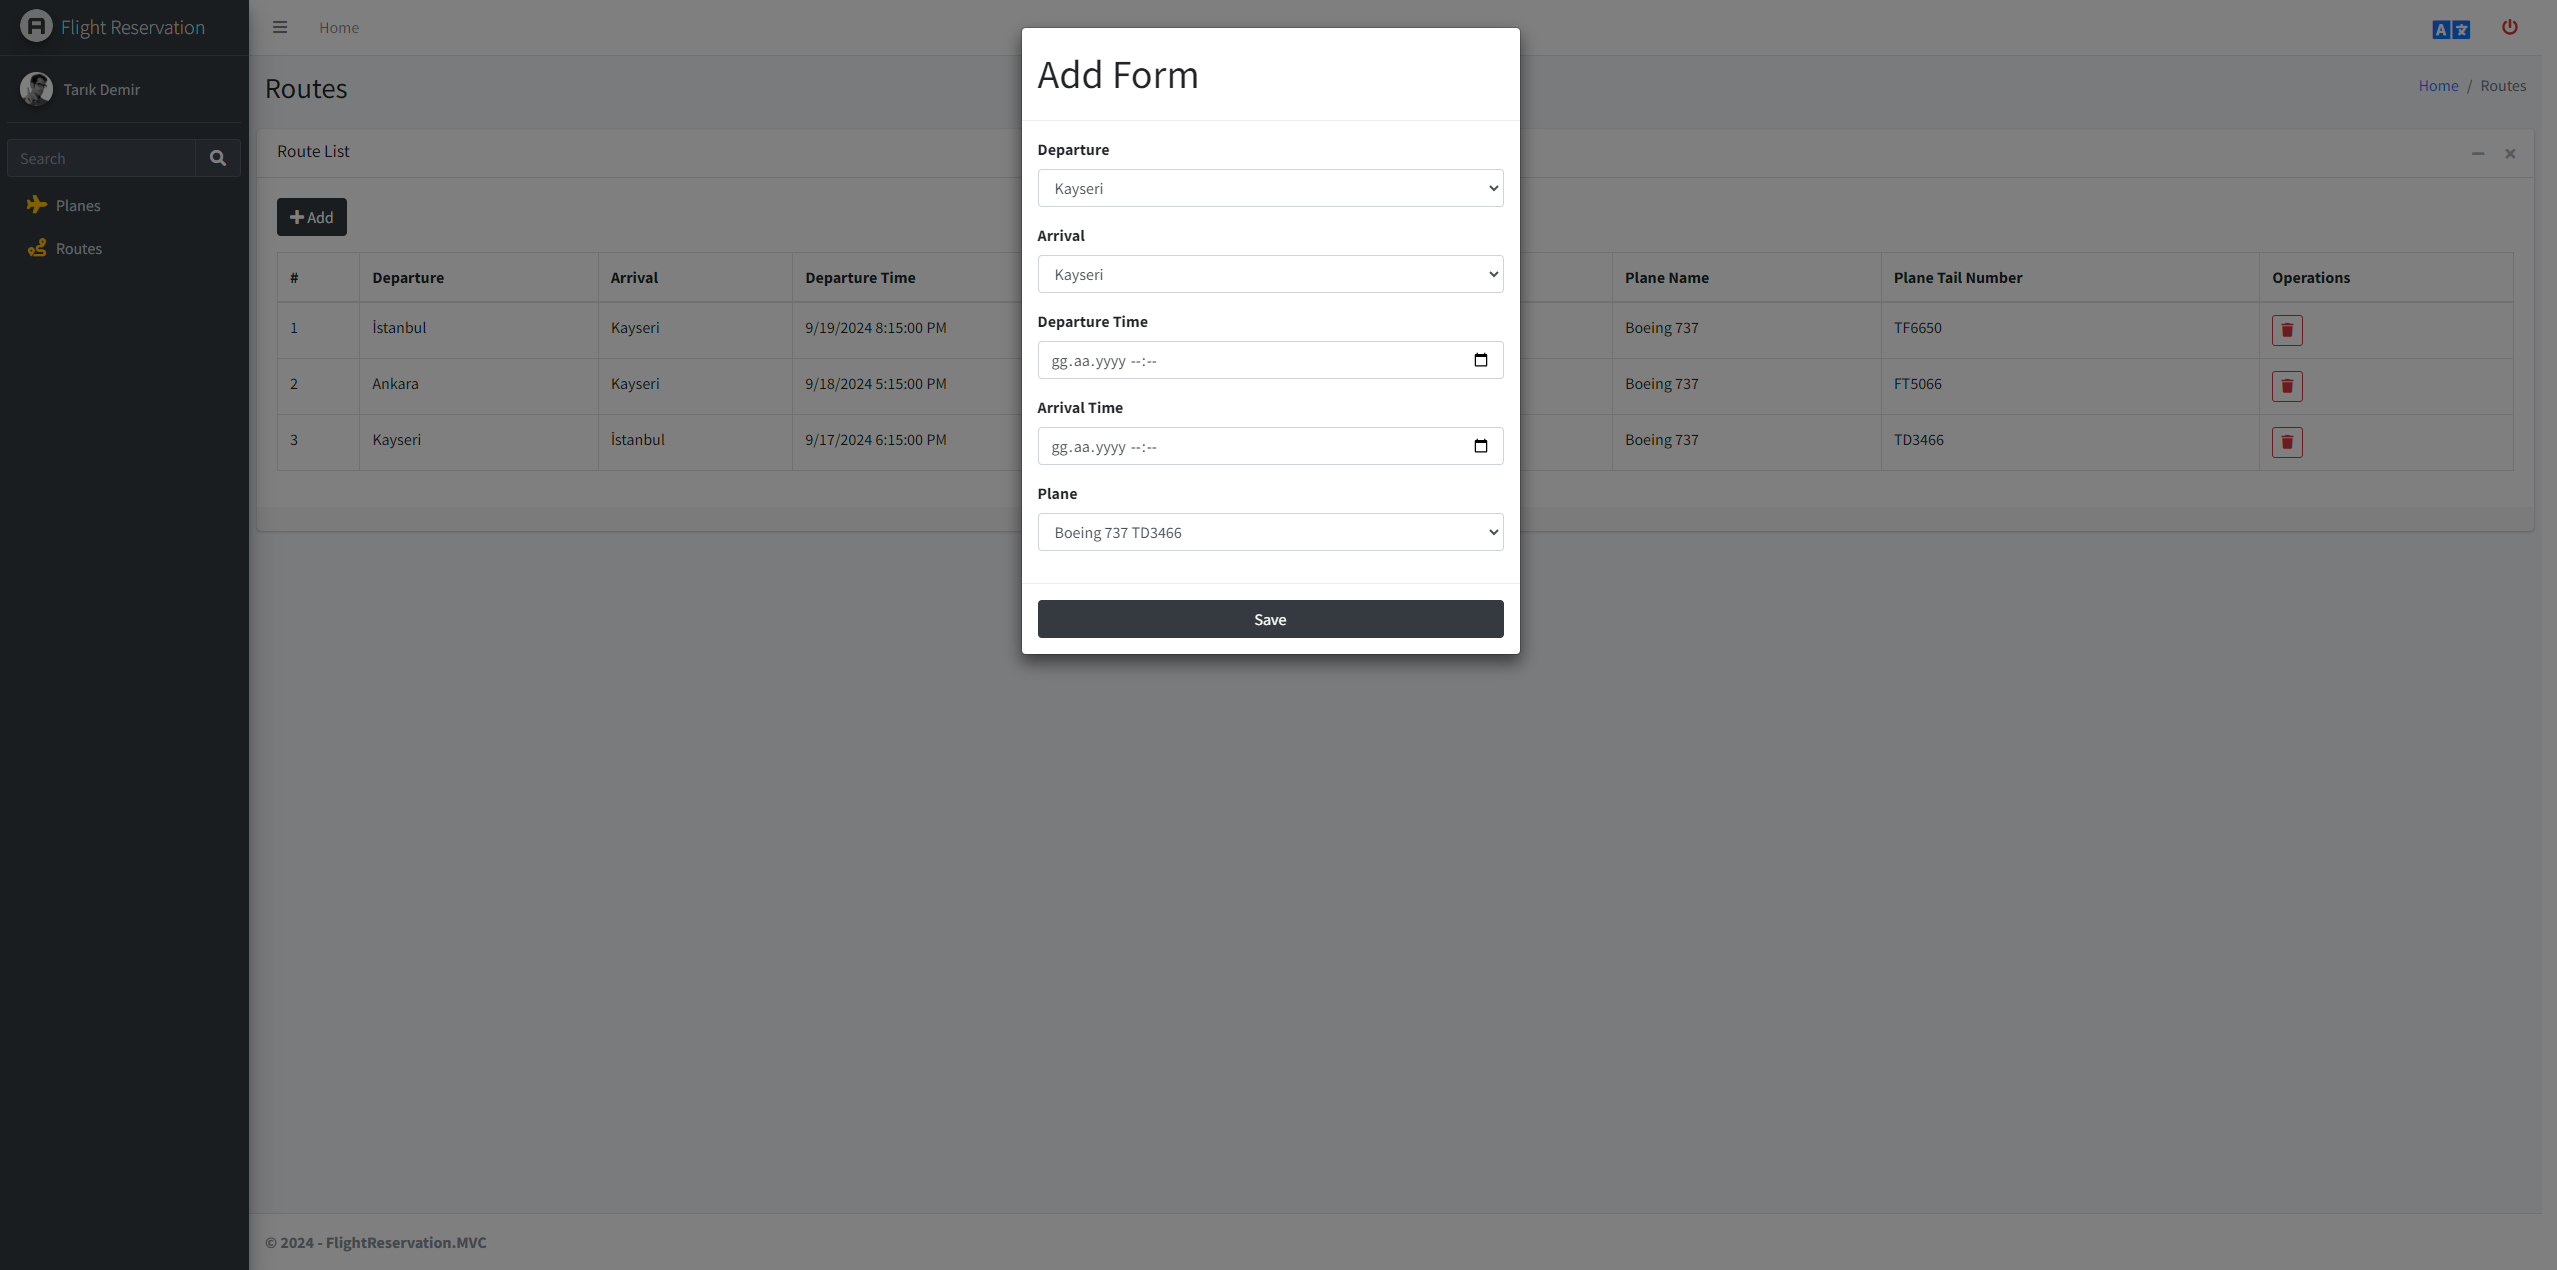 Flight Reservation
Home
Tarık Demir
Search
Planes
Routes
Routes
Home / Routes
Route List
Add
# Departure Arrival Departure Time Plane Name Plane Tail Number Operations
1 İstanbul Kayseri 9/19/2024 8:15:00 PM Boeing 737 TF6650
2 Ankara Kayseri 9/18/2024 5:15:00 PM Boeing 737 FT5066
3 Kayseri İstanbul 9/17/2024 6:15:00 PM Boeing 737 TD3466
Add Form
Departure
Kayseri
Arrival
Kayseri
Departure Time
gg.aa.yyyy --:--
Arrival Time
gg.aa.yyyy --:--
Plane
Boeing 737 TD3466
Save
© 2024 - FlightReservation.MVC